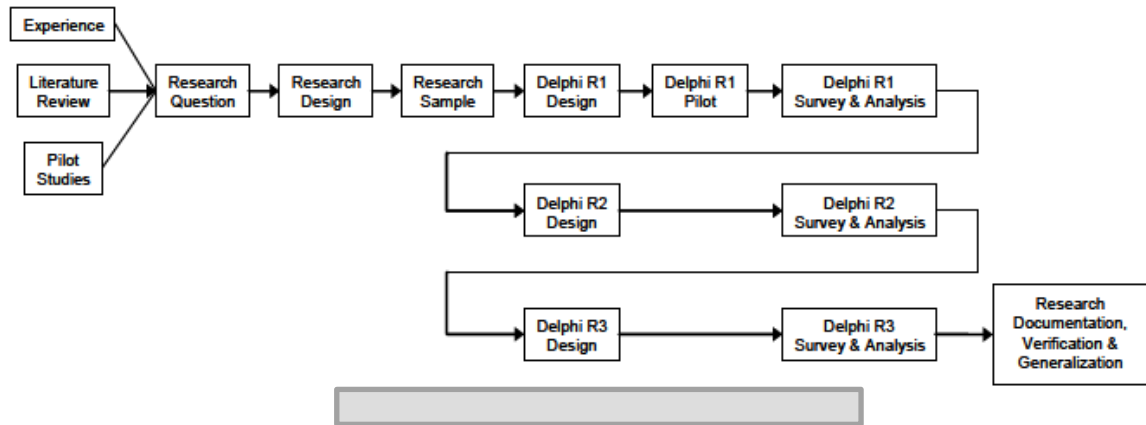 Experience
Literature
Review
Pilot
Studies
Research
Question
Research
Design
Research
Sample
Delphi R1
Design
Delphi R1
Pilot
Delphi R1
Survey & Analysis
Delphi R2
Design
Delphi R2
Survey & Analysis
Delphi R3
Design
Delphi R3
Survey & Analysis
Research
Documentation,
Verification &
Generalization